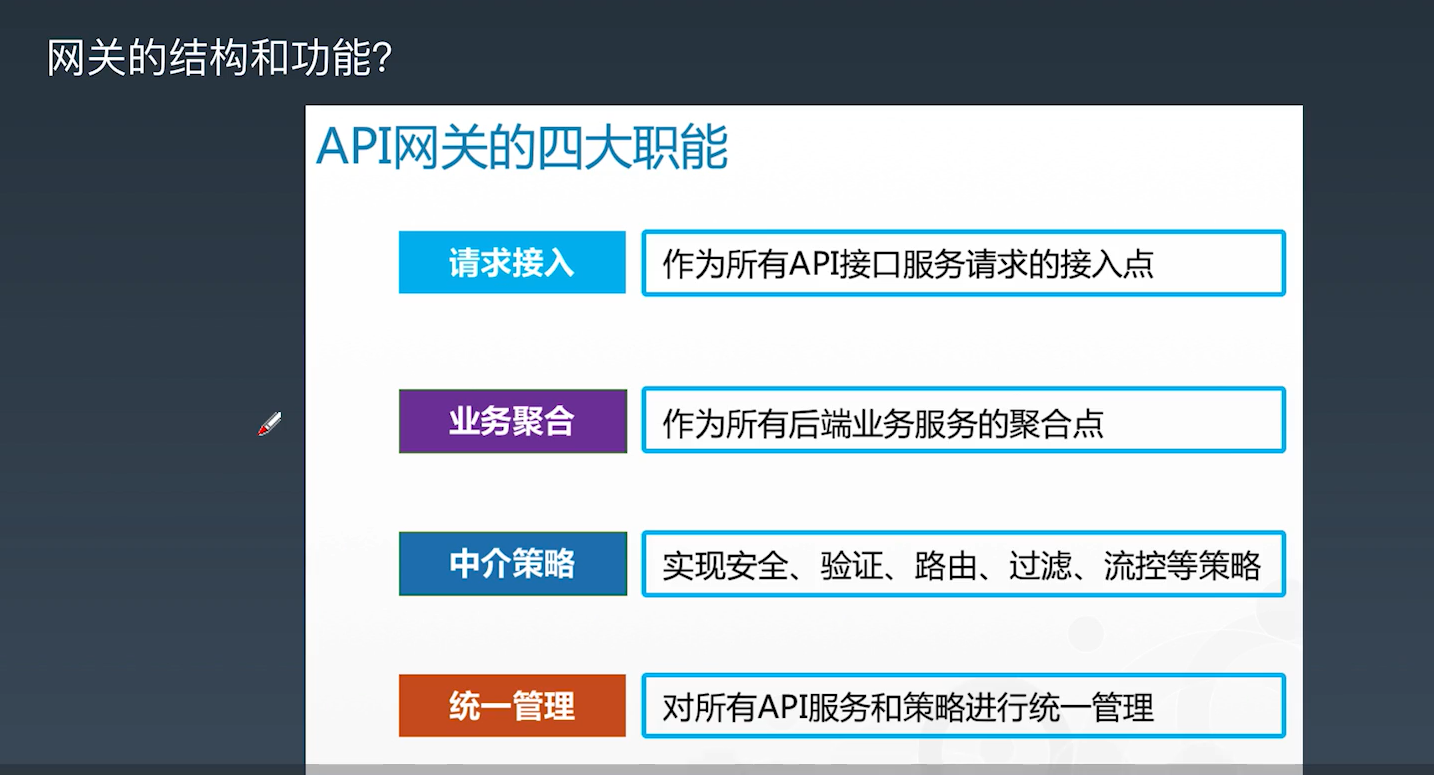 网关的结构和功能？
API网关的四大职能
请求接入
作为所有API接口服务请求的接入点
业务聚合
作为所有后端业务服务的聚合点
中介策略
实现安全、验证、路由、过滤、流控等策略
统一管理
对所有API服务和策略进行统一管理